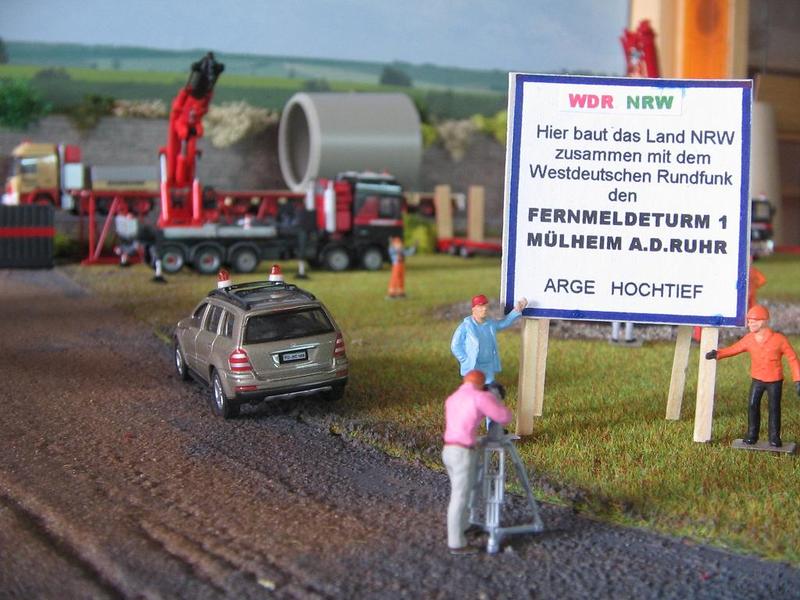 WDR NRW
Hier baut das Land NRW
zusammen mit dem
Westdeutschen Rundfunk
den
FERNMELDETURM 1
MÜLHEIM A.D.RUHR
ARGE HOCHTIEF